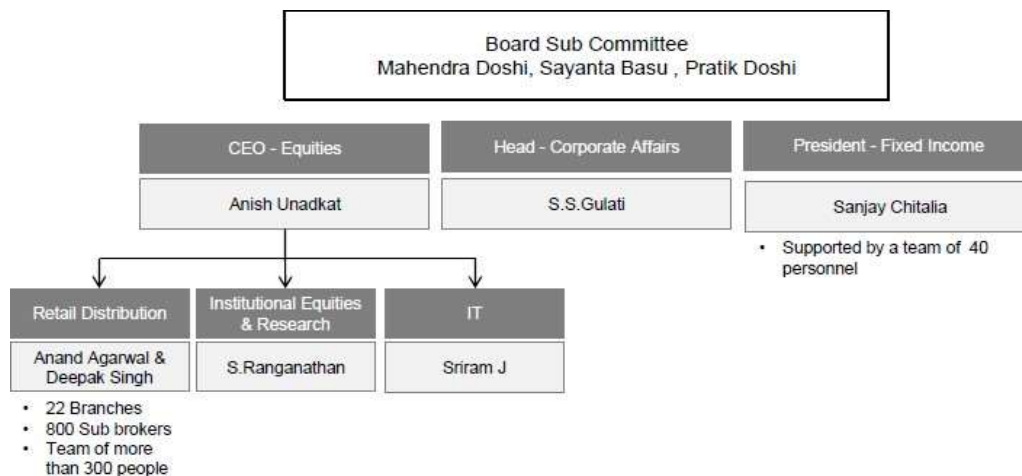 Board Sub Committee
Mahendra Doshi, Sayanta Basu , Pratik Doshi
CEO - Equities
Anish Unadkat
Head - Corporate Affairs
S.S.Gulati
President - Fixed Income
Sanjay Chitalia
• Supported by a team of 40
personnel
Retail Distribution
Anand Agarwal &
Deepak Singh
• 22 Branches
• 800 Sub brokers
• Team of more
than 300 people
Institutional Equities
& Research
S.Ranganathan
IT
Sriram J